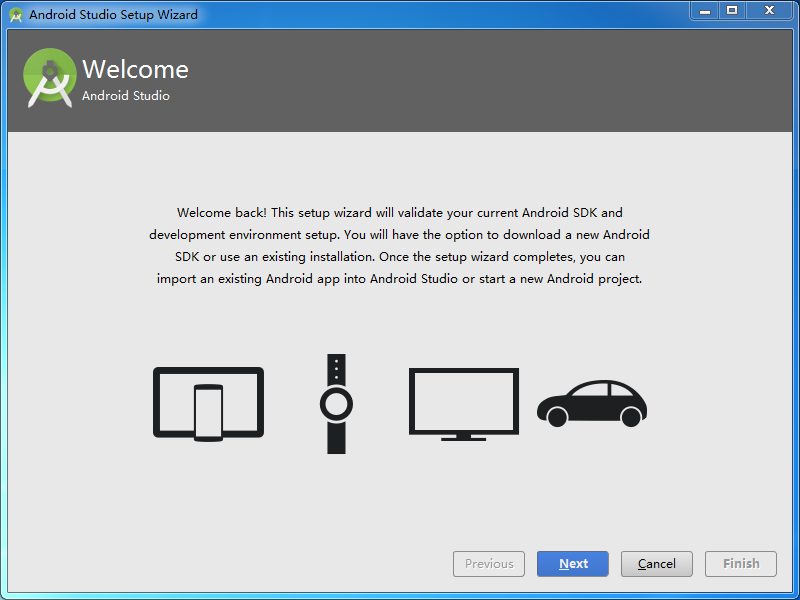 Android Studio Setup Wizard
Welcome
Android Studio
Welcome back! This setup wizard will validate your current Android SDK and
development environment setup. You will have the option to download a new Android
SDK or use an existing installation. Once the setup wizard completes, you can
import an existing Android app into Android Studio or start a new Android project.
Previous
Next
Cancel
Finish